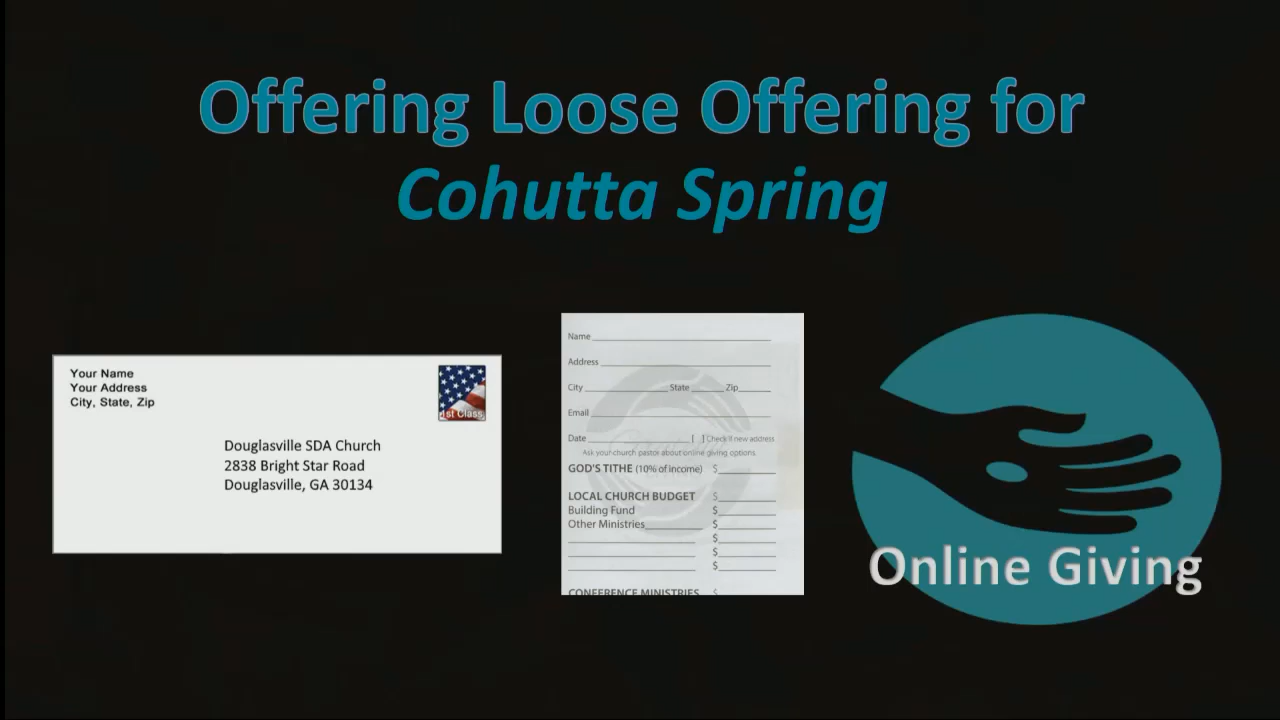 Offering Loose Offering for
Cohutta Spring
Your Name
Your Address
City, State, Zip
1st Class
Douglasville SDA Church
2838 Bright Star Road
Douglasville, GA 30134
Name
Address
City State Zip
Email
Date [ ] Check if new address
Ask your church pastor about online giving options.
GOD'S TITHE (10% of income) $
LOCAL CHURCH BUDGET $
Building Fund $
Other Ministries $
$
$
$
CONFERENCE MINISTRIES $
Online Giving